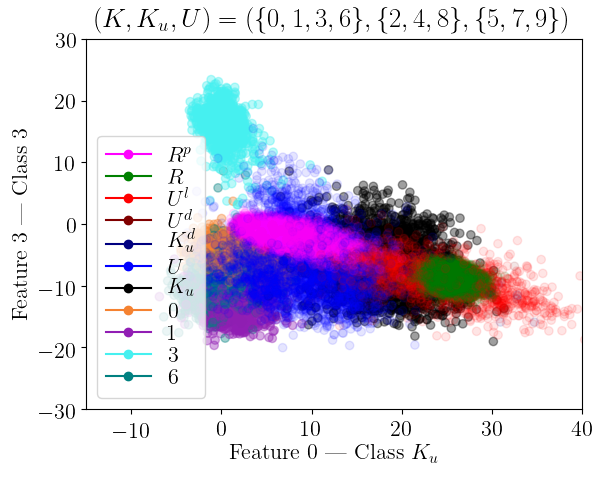 (K, K_u, U) = ({0, 1, 3, 6}, {2, 4, 8}, {5, 7, 9})
30
20
10
0
−10
−20
−30
Feature 3 — Class 3
R^p
R
U^l
U^d
K_u^d
U
K_u
0
1
3
6
−10
0
10
20
30
40
Feature 0 — Class K_u